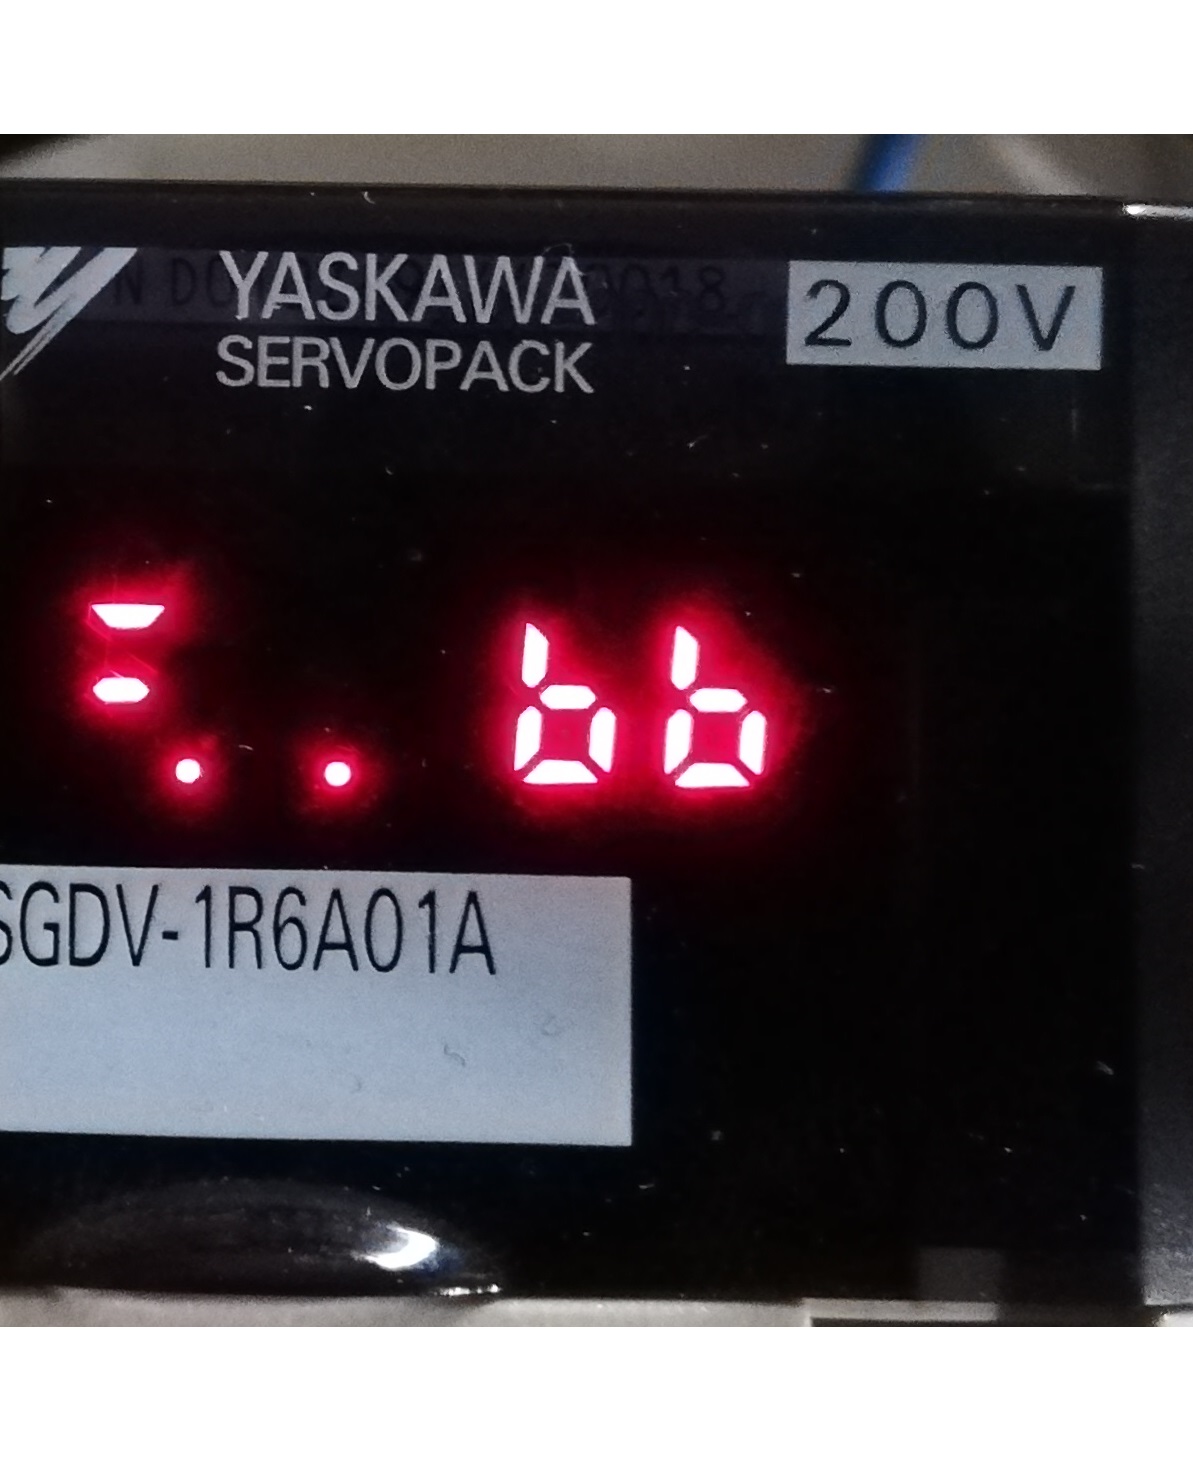 YASKAWA
SERVOPACK
200V
bb
SGDV-1R6A01A